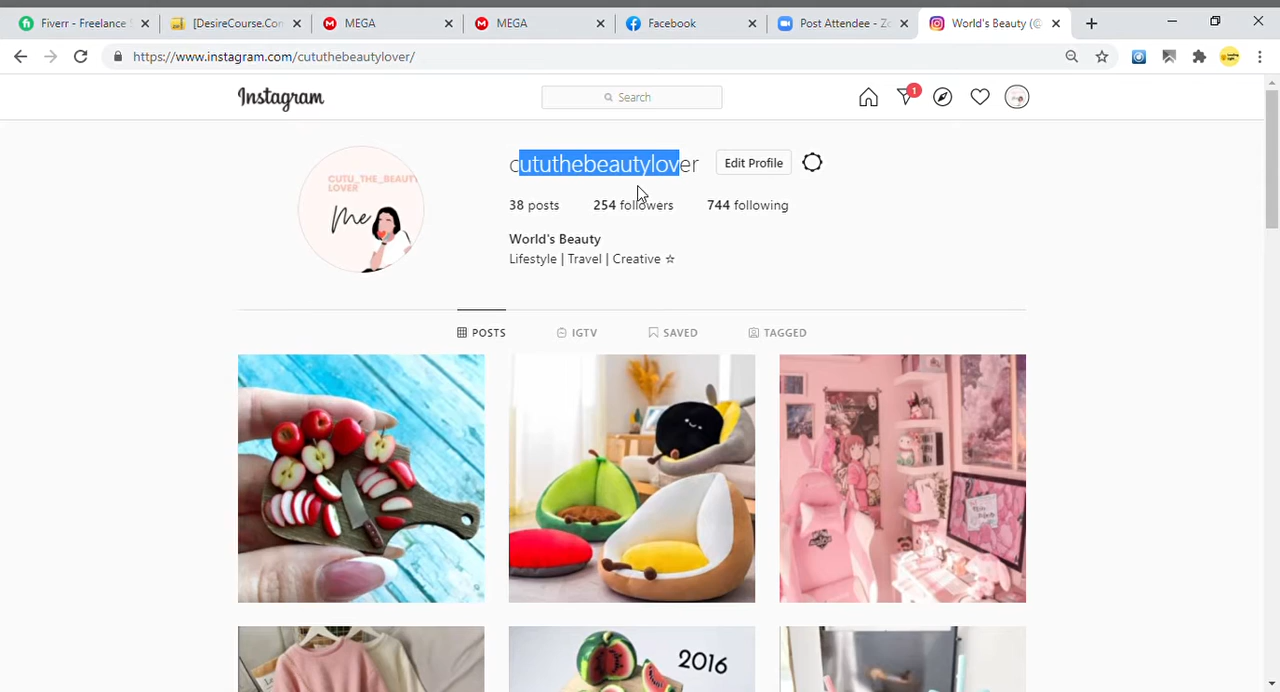 Fiverr - Freelance
[DesireCourse.Con
MEGA
MEGA
Facebook
Post Attendee - Zo
World's Beauty (@
https://www.instagram.com/cututhebeautylover/
Instagram
Search
1
CUTU_THE_BEAUTY
LOVER
Me
cututhebeautylover
Edit Profile
38 posts
254 followers
744 following
World's Beauty
Lifestyle | Travel | Creative ☆
POSTS
IGTV
SAVED
TAGGED
2016